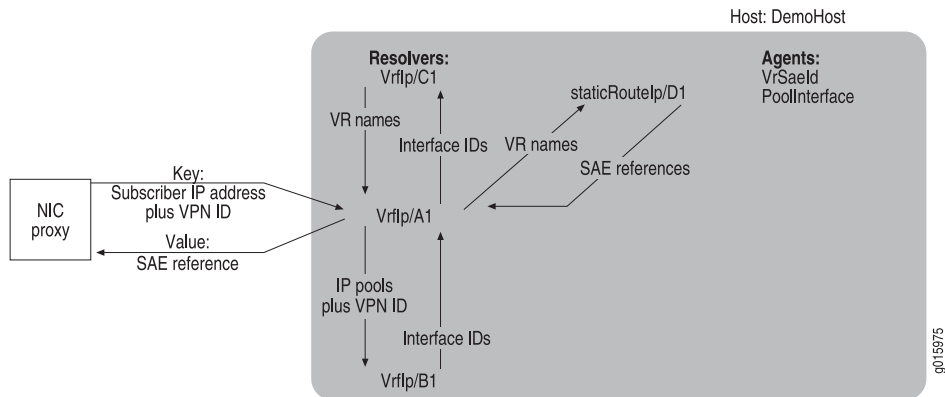 Host: DemoHost
Resolvers:
VrfIp/C1
Agents:
VrSaeId
PoolInterface
staticRouteIp/D1
VR names
Interface IDs
VR names
SAE references
Key:
Subscriber IP address
plus VPN ID
NIC
proxy
VrfIp/A1
Value:
SAE reference
IP pools
plus VPN ID
Interface IDs
VrfIp/B1
g015975